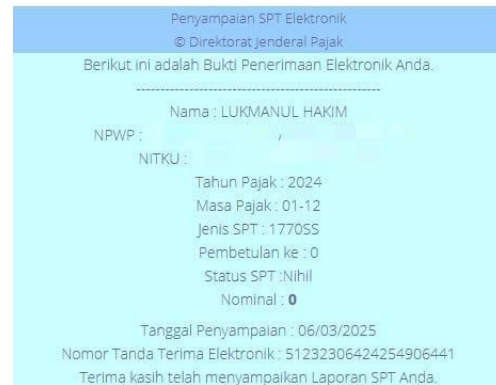 Penyampaian SPT Elektronik
© Direktorat Jenderal Pajak
Berikut ini adalah Bukti Penerimaan Elektronik Anda.
---------------------------------------------------
Nama : LUKMANUL HAKIM
NPWP : /
NITKU :
Tahun Pajak : 2024
Masa Pajak : 01-12
Jenis SPT : 1770SS
Pembetulan ke : 0
Status SPT :Nihil
Nominal : 0
Tanggal Penyampaian : 06/03/2025
Nomor Tanda Terima Elektronik : 51232306424254906441
Terima kasih telah menyampaikan Laporan SPT Anda.